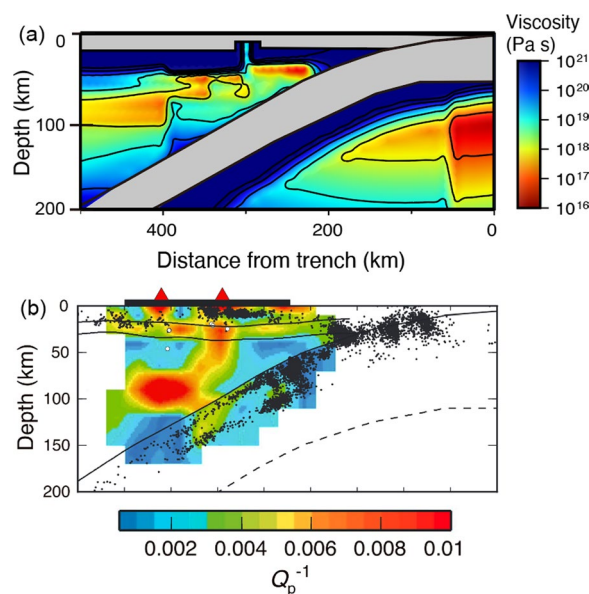 (a)
Depth (km)
0
100
200
400
200
0
Distance from trench (km)
Viscosity
(Pa s)
10²¹
10²⁰
10¹⁹
10¹⁸
10¹⁷
10¹⁶
(b)
Depth (km)
0
50
100
150
200
0.002 0.004 0.006 0.008 0.01
Qp⁻¹